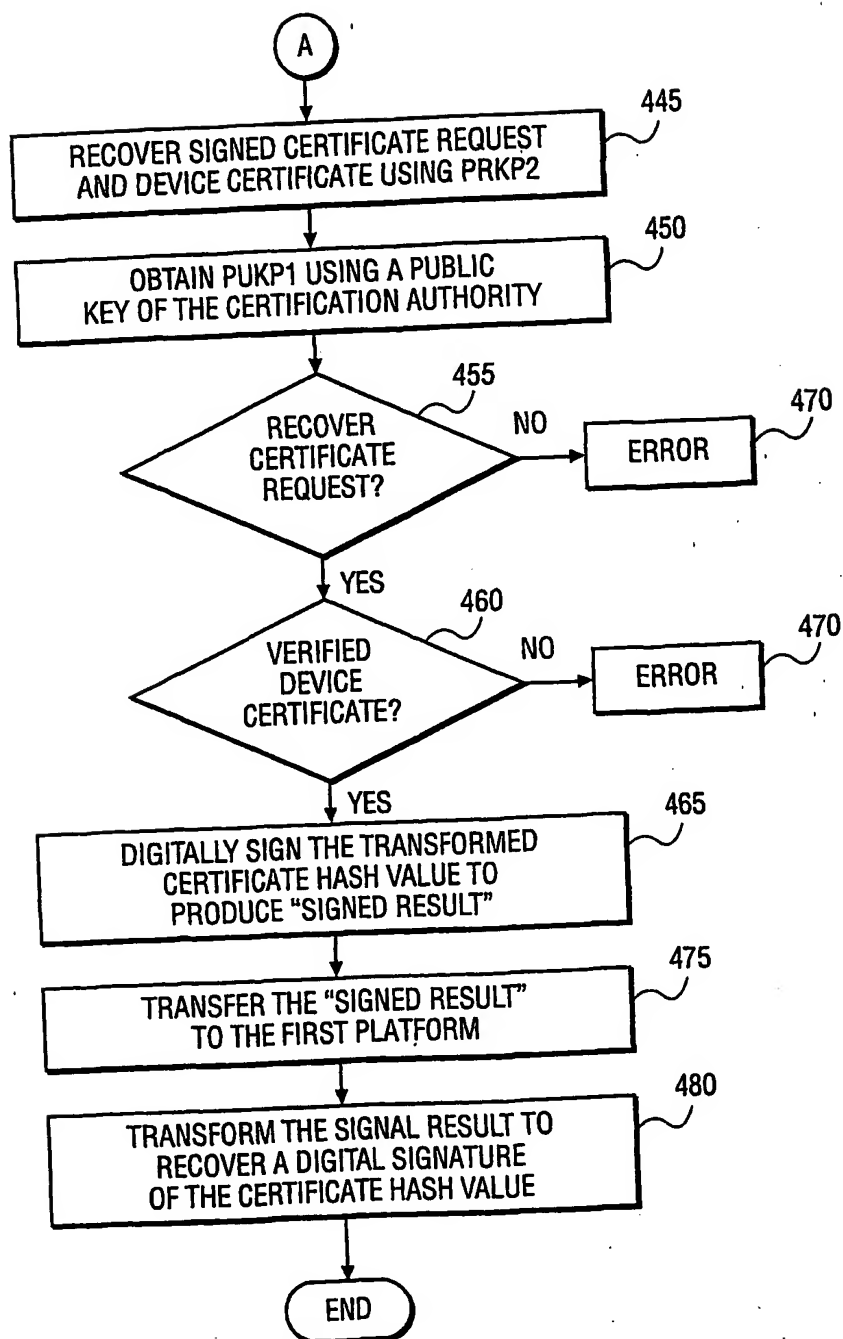 A
445
RECOVER SIGNED CERTIFICATE REQUEST
AND DEVICE CERTIFICATE USING PRKP2
450
OBTAIN PUKP1 USING A PUBLIC
KEY OF THE CERTIFICATION AUTHORITY
455
RECOVER
CERTIFICATE
REQUEST?
NO
470
ERROR
YES
460
VERIFIED
DEVICE
CERTIFICATE?
NO
470
ERROR
YES
465
DIGITALLY SIGN THE TRANSFORMED
CERTIFICATE HASH VALUE TO
PRODUCE “SIGNED RESULT”
475
TRANSFER THE “SIGNED RESULT”
TO THE FIRST PLATFORM
480
TRANSFORM THE SIGNAL RESULT TO
RECOVER A DIGITAL SIGNATURE
OF THE CERTIFICATE HASH VALUE
END